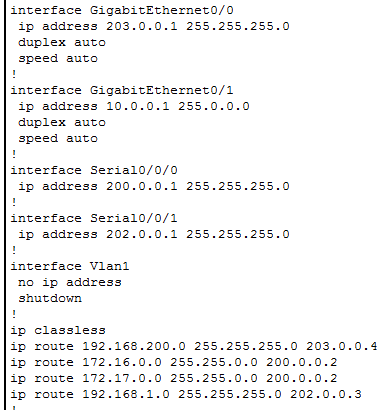 interface GigabitEthernet0/0
 ip address 203.0.0.1 255.255.255.0
 duplex auto
 speed auto
!
interface GigabitEthernet0/1
 ip address 10.0.0.1 255.0.0.0
 duplex auto
 speed auto
!
interface Serial0/0/0
 ip address 200.0.0.1 255.255.255.0
!
interface Serial0/0/1
 ip address 202.0.0.1 255.255.255.0
!
interface Vlan1
 no ip address
 shutdown
!
ip classless
ip route 192.168.200.0 255.255.255.0 203.0.0.4
ip route 172.16.0.0 255.255.0.0 200.0.0.2
ip route 172.17.0.0 255.255.0.0 200.0.0.2
ip route 192.168.1.0 255.255.255.0 202.0.0.3
!